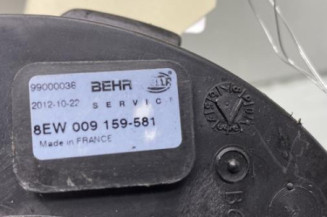 99000036 BEHR
2012-10-22 SERVICE
8EW 009 159-581
Made in FRANCE